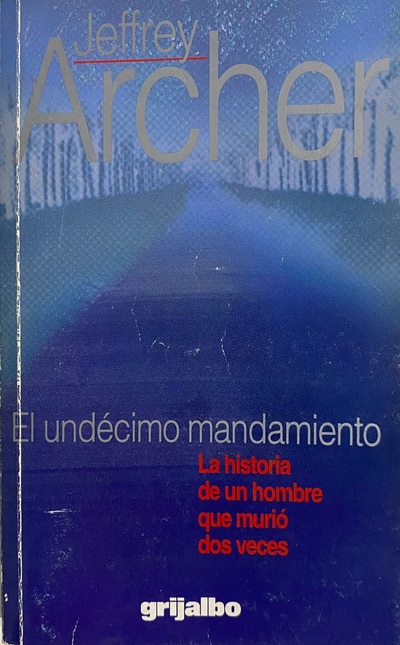 Jeffrey
Archer
El undécimo mandamiento
La historia
de un hombre
que murió
dos veces
grijalbo